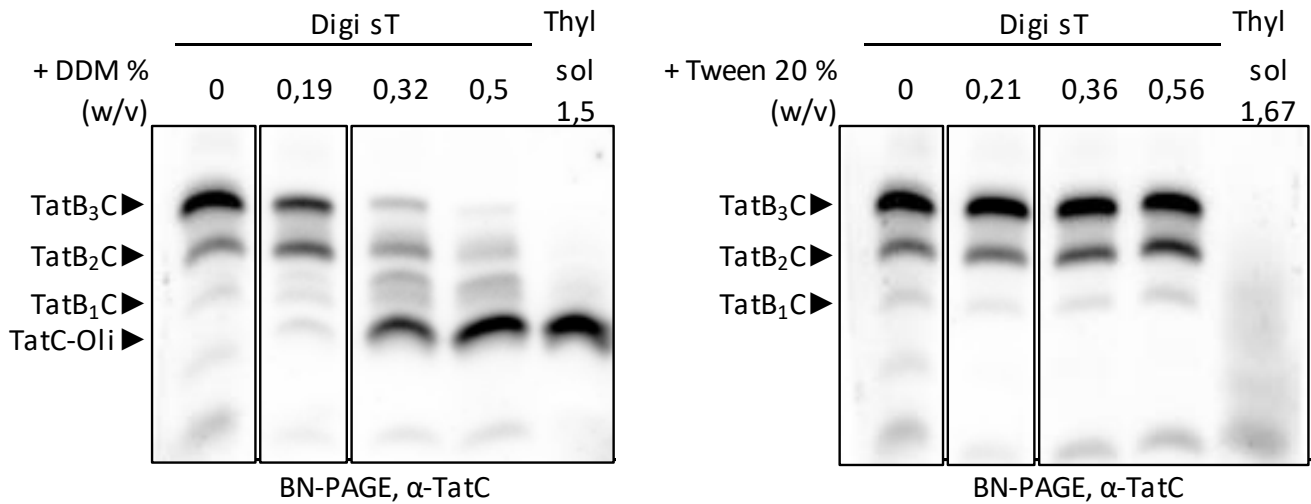 Digi sT
Thyl
sol
1,5
+ DDM %
(w/v)
0
0,19
0,32
0,5
TatB₃C
TatB₂C
TatB₁C
TatC-Oli
BN-PAGE, α-TatC
Digi sT
Thyl
sol
1,67
+ Tween 20 %
(w/v)
0
0,21
0,36
0,56
TatB₃C
TatB₂C
TatB₁C
BN-PAGE, α-TatC